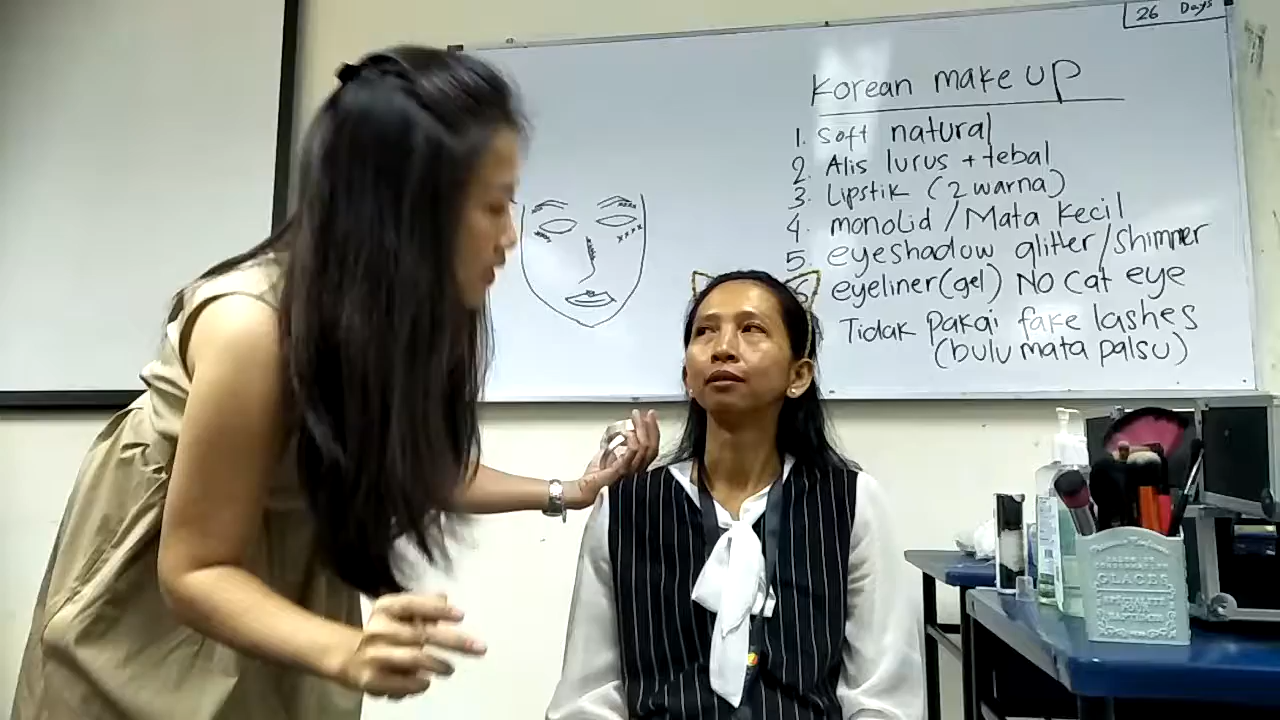 26 Days
Korean make up
1. Soft natural
2. Alis lurus + tebal
3. Lipstik (2 warna)
4. monolid / Mata kecil
5. eyeshadow glitter/shimmer
eyeliner (gel) No cat eye
Tidak pakai fake lashes
(bulu mata palsu)
GLACES